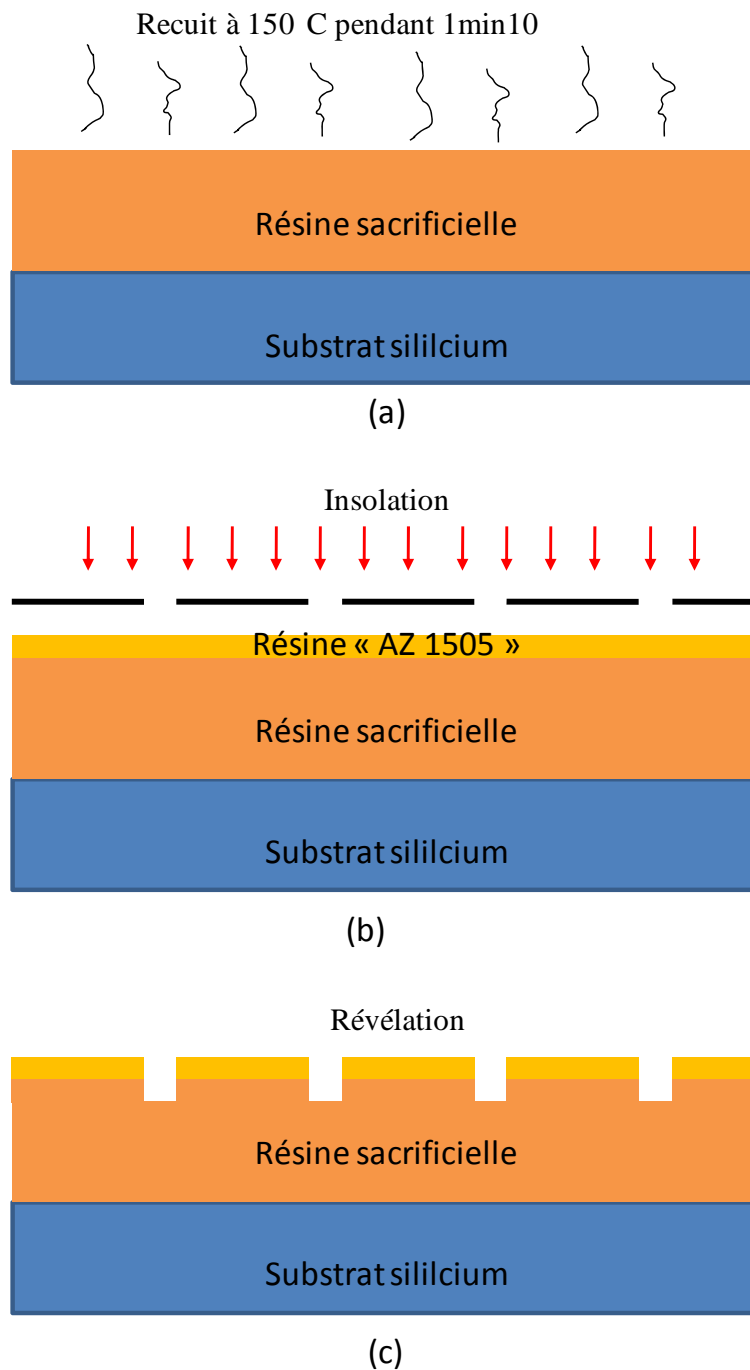 Recuit à 150 C pendant 1min10
Résine sacrificielle
Substrat sililcium
(a)
Insolation
Résine « AZ 1505 »
Résine sacrificielle
Substrat sililcium
(b)
Révélation
Résine sacrificielle
Substrat sililcium
(c)